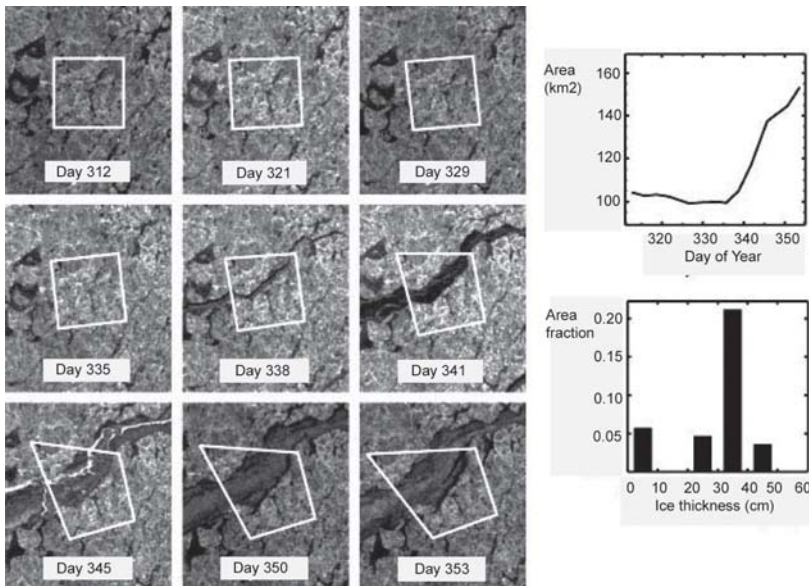 Day 312
Day 321
Day 329
Day 335
Day 338
Day 341
Day 345
Day 350
Day 353
Area
(km2)
160
140
120
100
320 330 340 350
Day of Year
Area
fraction
0.20
0.15
0.10
0.05
0 10 20 30 40 50 60
Ice thickness (cm)